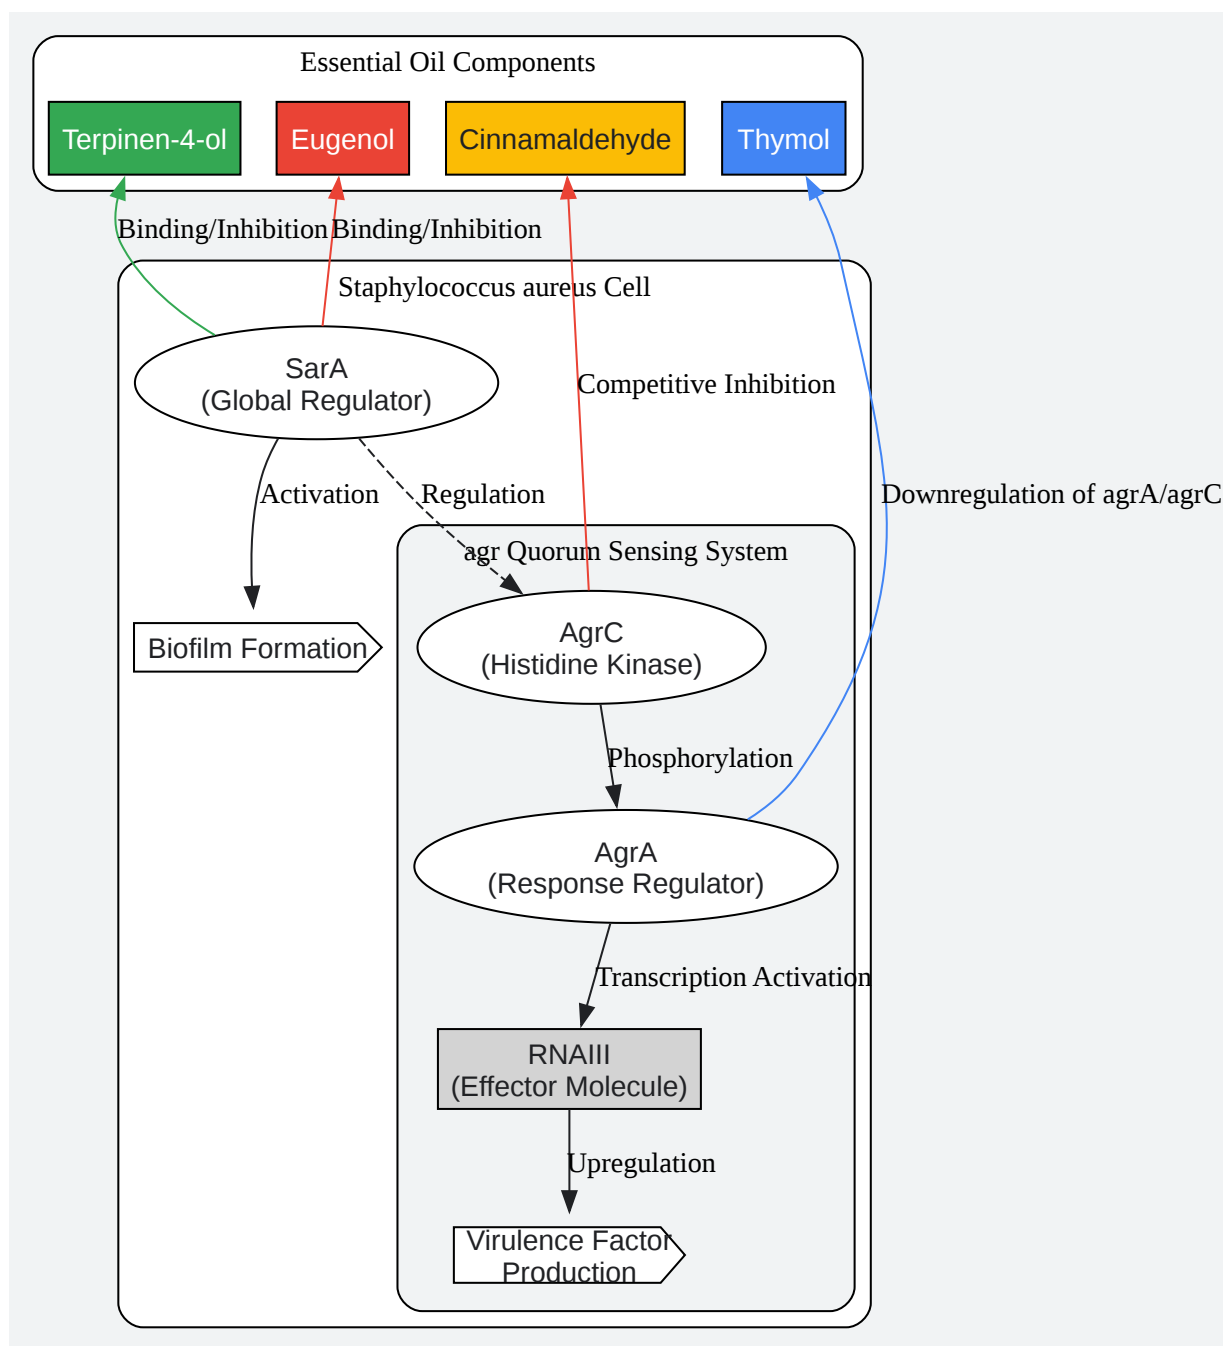 Essential Oil Components
Terpinen-4-ol
Eugenol
Cinnamaldehyde
Thymol
Binding/Inhibition
Binding/Inhibition
Staphylococcus aureus Cell
SarA
(Global Regulator)
Competitive Inhibition
Activation
Regulation
Downregulation of agrA/agrC
agr Quorum Sensing System
AgrC
(Histidine Kinase)
Biofilm Formation
Phosphorylation
AgrA
(Response Regulator)
Transcription Activation
RNAIII
(Effector Molecule)
Upregulation
Virulence Factor
Production